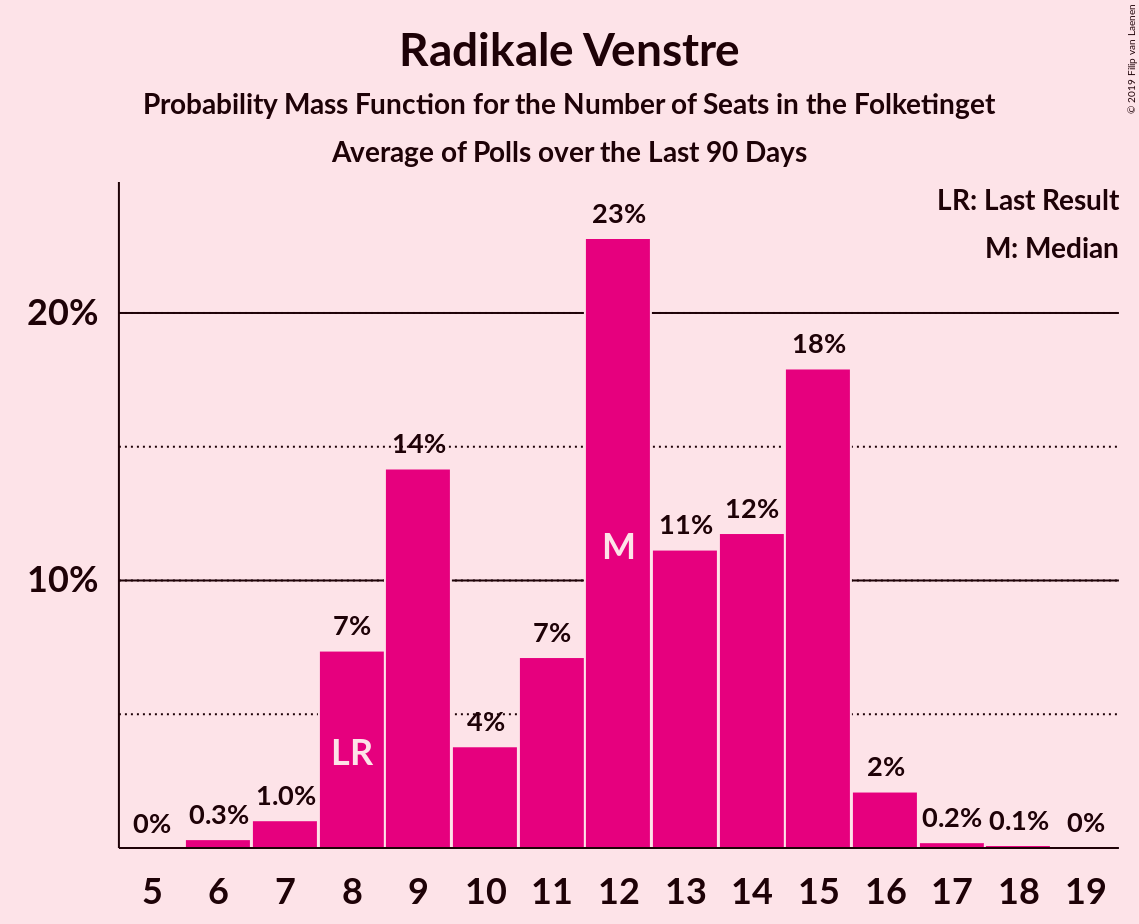 Radikale Venstre
Probability Mass Function for the Number of Seats in the Folketinget
Average of Polls over the Last 90 Days
© 2019 Filip van Laenen
LR: Last Result
M: Median
20%
10%
0%
0.3%
1.0%
7%
14%
4%
7%
23%
11%
12%
18%
2%
0.2%
0.1%
0%
LR
M
5 6 7 8 9 10 11 12 13 14 15 16 17 18 19